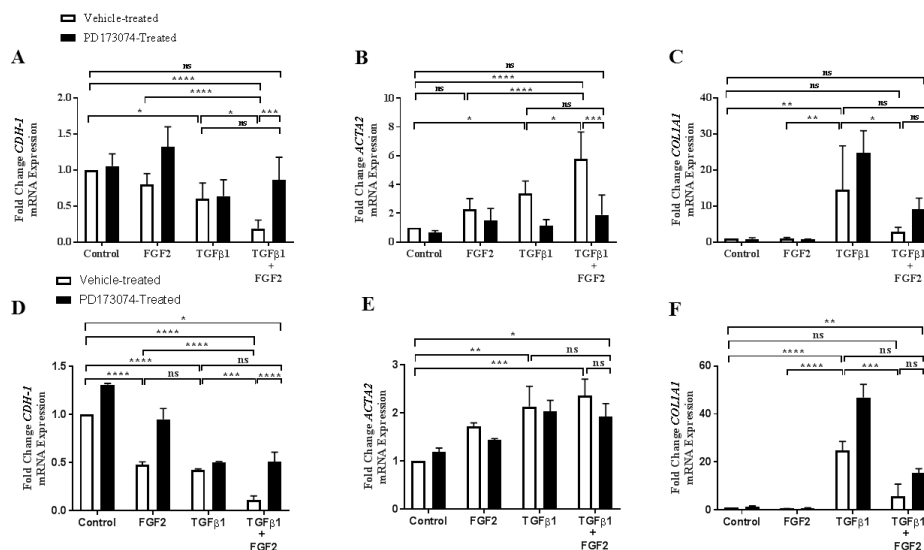 Vehicle-treated
PD173074-Treated
A
ns
****
****
*
*
***
ns
Fold Change CDH-1
mRNA Expression
2.0
1.5
1.0
0.5
0.0
Control
FGF2
TGFβ1
TGFβ1
+
FGF2
B
ns
****
ns
****
ns
*
*
***
Fold Change ACTA2
mRNA Expression
10
8
6
4
2
0
Control
FGF2
TGFβ1
TGFβ1
+
FGF2
C
ns
ns
**
ns
**
*
ns
Fold Change COL1A1
mRNA Expression
40
30
20
10
0
Control
FGF2
TGFβ1
TGFβ1
+
FGF2
Vehicle-treated
PD173074-Treated
D
*
****
****
****
ns
****
ns
***
****
Fold Change CDH-1
mRNA Expression
1.5
1.0
0.5
0.0
Control
FGF2
TGFβ1
TGFβ1
+
FGF2
E
*
**
ns
***
ns
Fold Change ACTA2
mRNA Expression
3
2
1
0
Control
FGF2
TGFβ1
TGFβ1
+
FGF2
F
**
ns
****
ns
****
***
ns
Fold Change COL1A1
mRNA Expression
60
40
20
0
Control
FGF2
TGFβ1
TGFβ1
+
FGF2